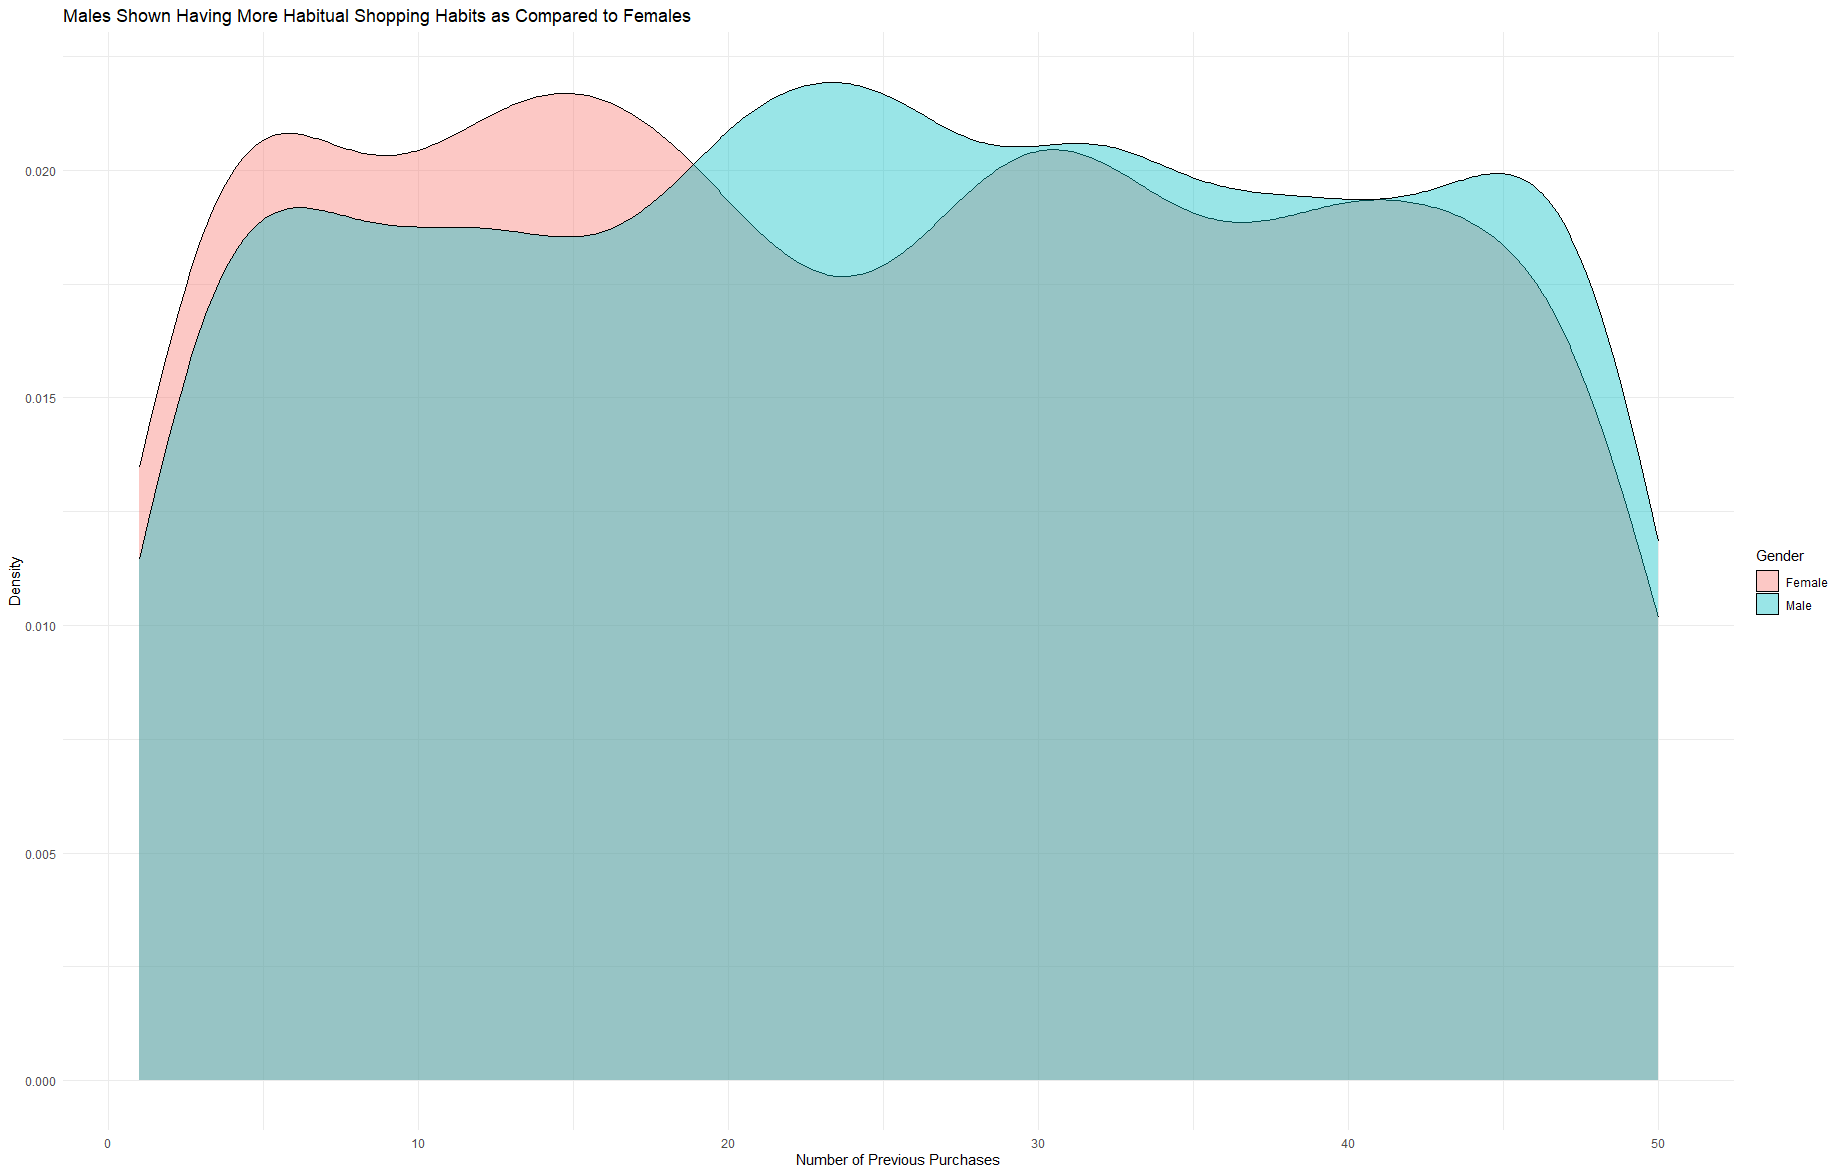 Males Shown Having More Habitual Shopping Habits as Compared to Females
Density
0.020
0.015
0.010
0.005
0.000
0 10 20 30 40 50
Number of Previous Purchases
Gender
Female
Male